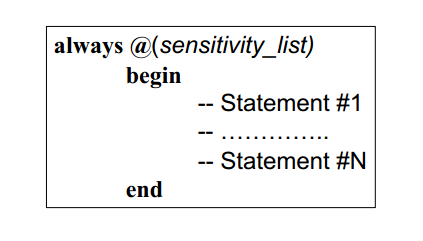 always @(sensitivity_list)
begin
-- Statement #1
-- …………..
-- Statement #N
end